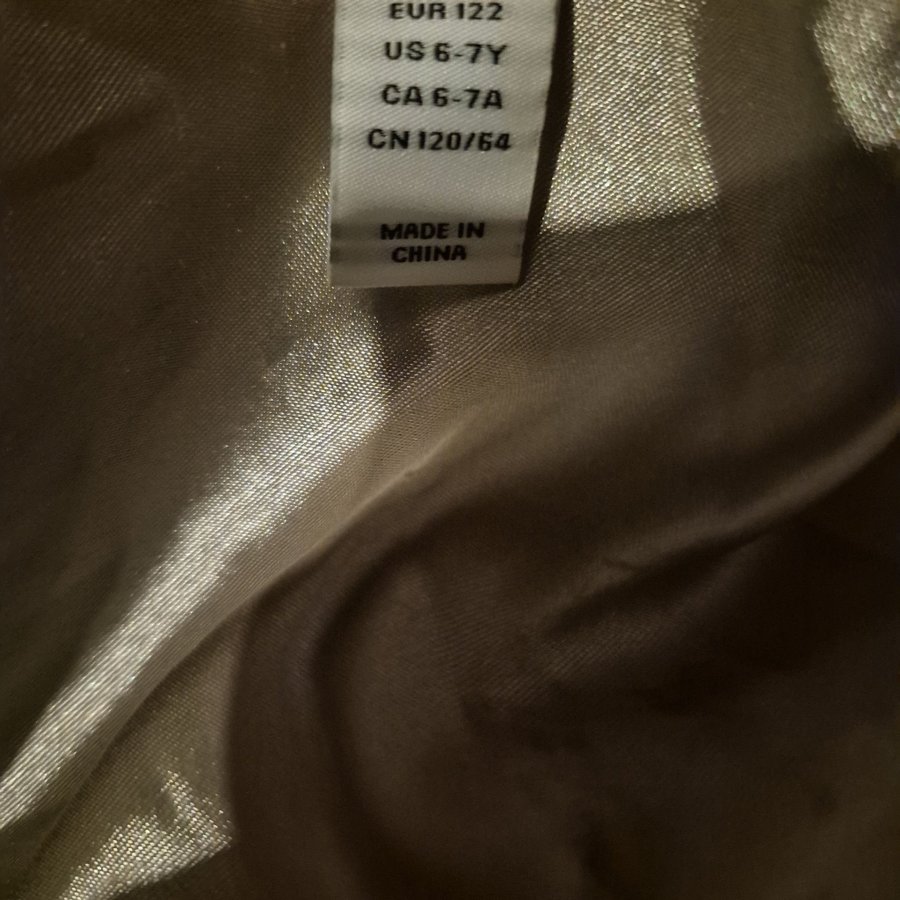 EUR 122
US 6-7Y
CA 6-7A
CN 120/64
MADE IN
CHINA